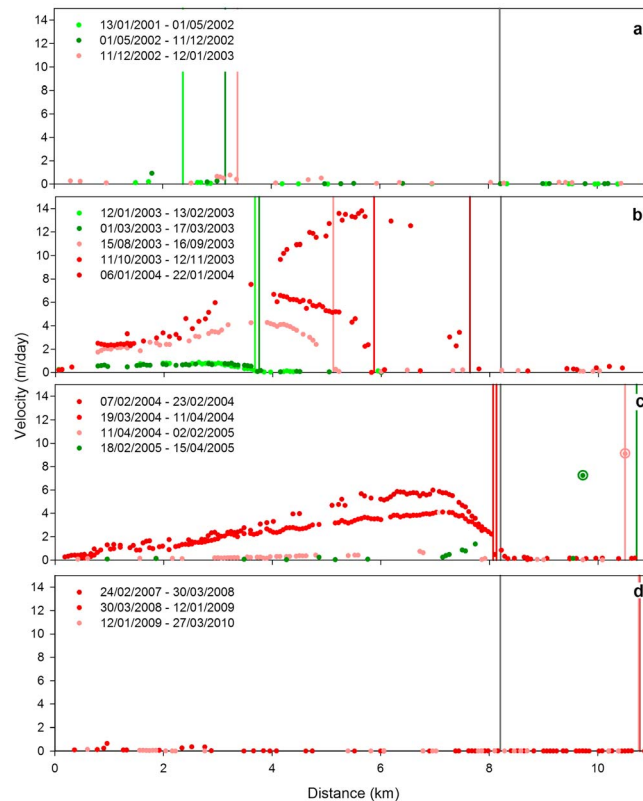 a
13/01/2001 - 01/05/2002
01/05/2002 - 11/12/2002
11/12/2002 - 12/01/2003
14
12
10
8
6
4
2
0
b
12/01/2003 - 13/02/2003
01/03/2003 - 17/03/2003
15/08/2003 - 16/09/2003
11/10/2003 - 12/11/2003
06/01/2004 - 22/01/2004
14
12
10
8
6
4
2
0
Velocity (m/day)
c
07/02/2004 - 23/02/2004
19/03/2004 - 11/04/2004
11/04/2004 - 02/02/2005
18/02/2005 - 15/04/2005
14
12
10
8
6
4
2
0
d
24/02/2007 - 30/03/2008
30/03/2008 - 12/01/2009
12/01/2009 - 27/03/2010
14
12
10
8
6
4
2
0
0 2 4 6 8 10
Distance (km)